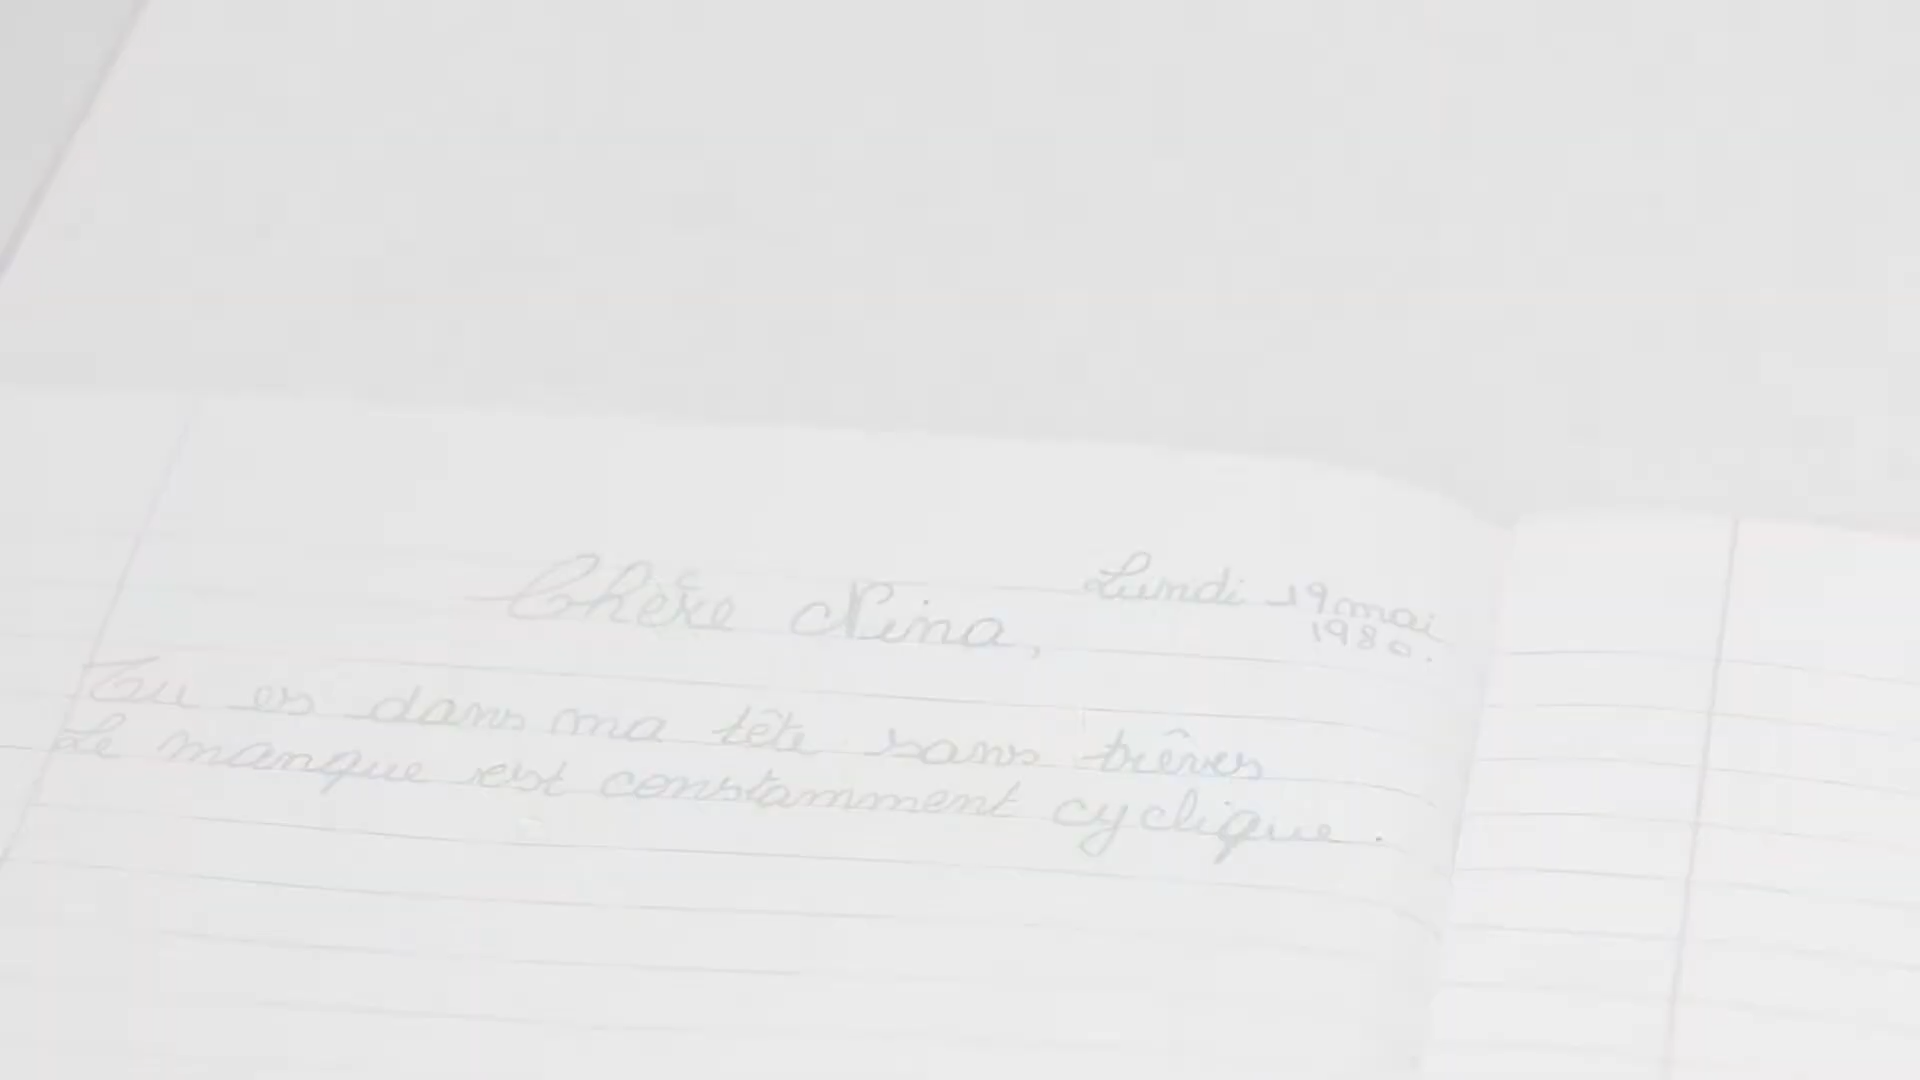 Lundi 19 mai
1980.
Chère Nina,
Tu es dans ma tête sans trêves
Le manque est constamment cyclique.